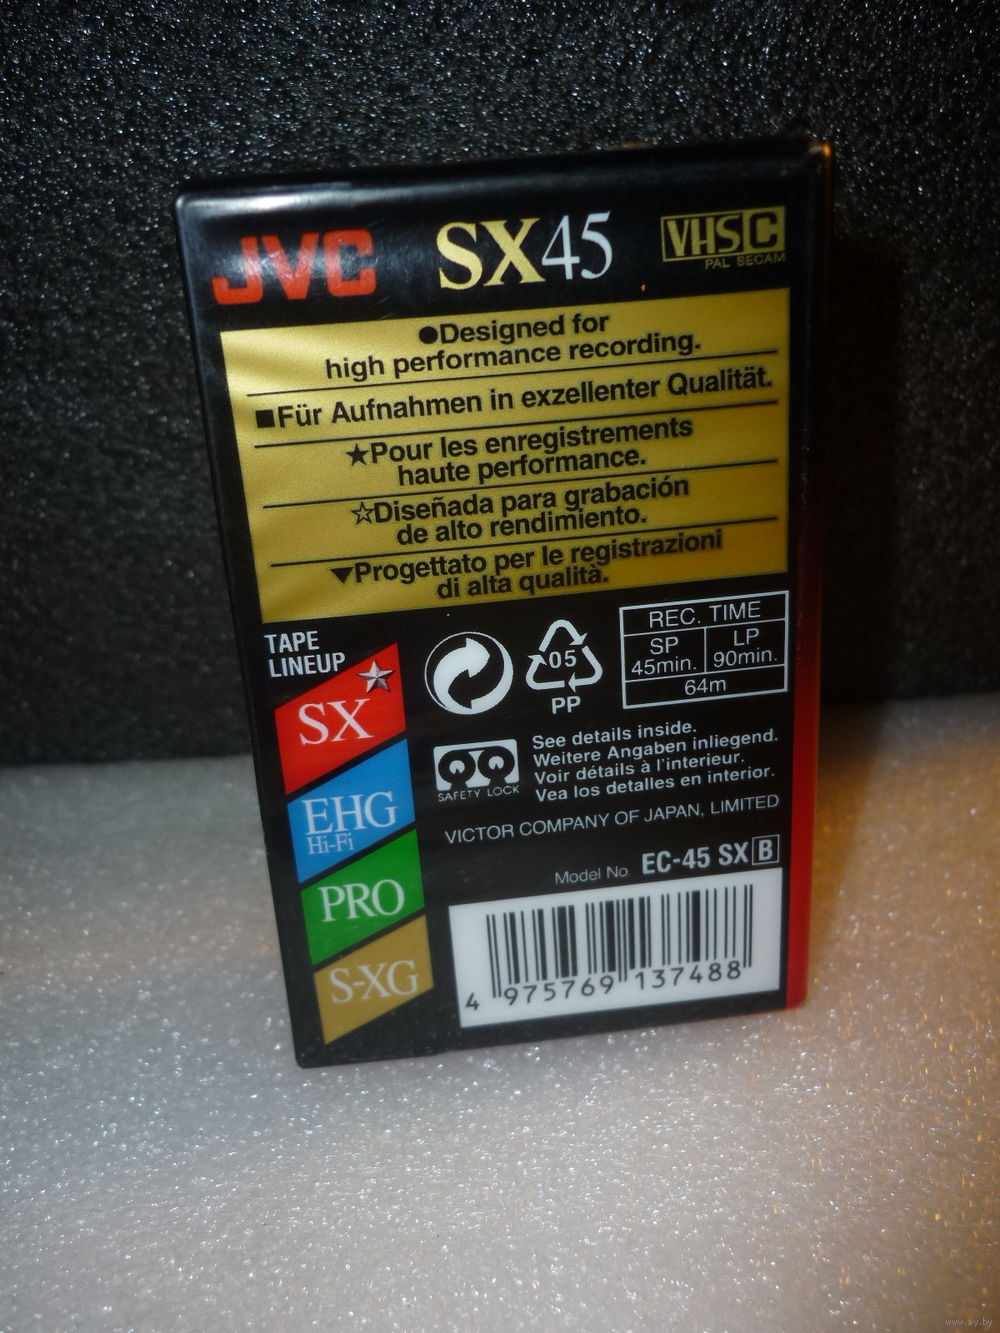 JVC SX45 VHS C
PAL SECAM
●Designed for
high performance recording.
■Für Aufnahmen in exzellenter Qualität.
★Pour les enregistrements
haute performance.
☆Diseñada para grabación
de alto rendimiento.
▼Progettato per le registrazioni
di alta qualità.
TAPE
LINEUP
SX
EHG
Hi-Fi
PRO
S-XG
05
PP
REC. TIME
SP LP
45min. 90min.
64m
SAFETY LOCK
See details inside.
Weitere Angaben inliegend.
Voir détails à l'interieur.
Vea los detalles en interior.
VICTOR COMPANY OF JAPAN, LIMITED
Model No. EC-45 SX B
4 975769 137488
www.ay.by